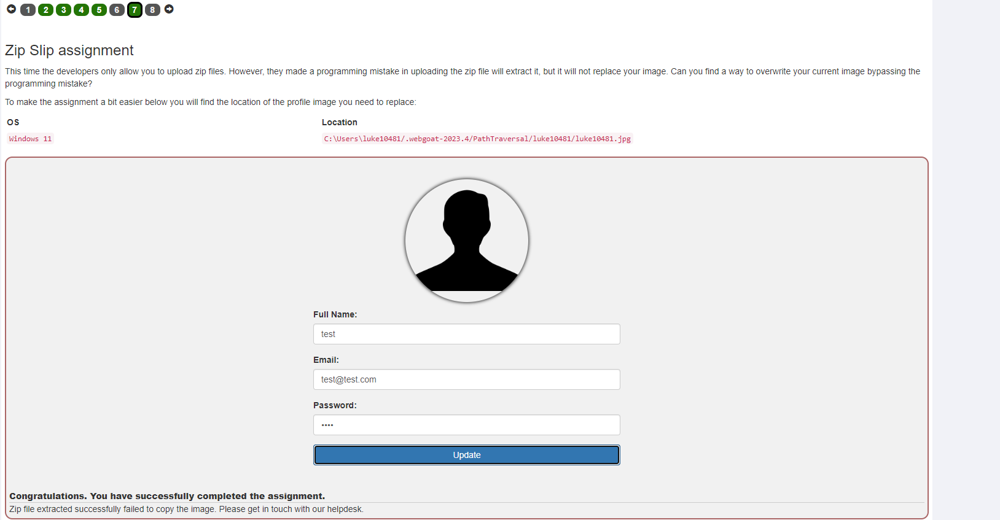 1 2 3 4 5 6 7 8
Zip Slip assignment
This time the developers only allow you to upload zip files. However, they made a programming mistake in uploading the zip file will extract it, but it will not replace your image. Can you find a way to overwrite your current image bypassing the
programming mistake?
To make the assignment a bit easier below you will find the location of the profile image you need to replace:
OS Location
Windows 11 C:\Users\luke10481/.webgoat-2023.4/PathTraversal/luke10481/luke10481.jpg
Full Name:
test
Email:
test@test.com
Password:
••••
Update
Congratulations. You have successfully completed the assignment.
Zip file extracted successfully failed to copy the image. Please get in touch with our helpdesk.